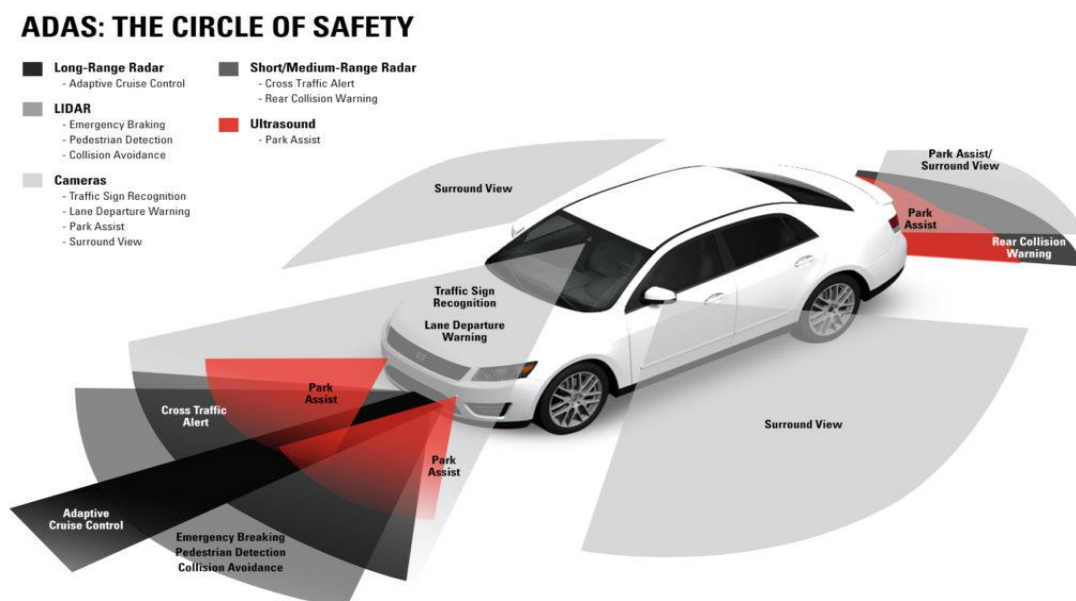 ADAS: THE CIRCLE OF SAFETY
Long-Range Radar
- Adaptive Cruise Control
LIDAR
- Emergency Braking
- Pedestrian Detection
- Collision Avoidance
Cameras
- Traffic Sign Recognition
- Lane Departure Warning
- Park Assist
- Surround View
Short/Medium-Range Radar
- Cross Traffic Alert
- Rear Collision Warning
Ultrasound
- Park Assist
Surround View
Park Assist/
Surround View
Park
Assist
Rear Collision
Warning
Traffic Sign
Recognition
Lane Departure
Warning
Park
Assist
Cross Traffic
Alert
Surround View
Park
Assist
Adaptive
Cruise Control
Emergency Breaking
Pedestrian Detection
Collision Avoidance